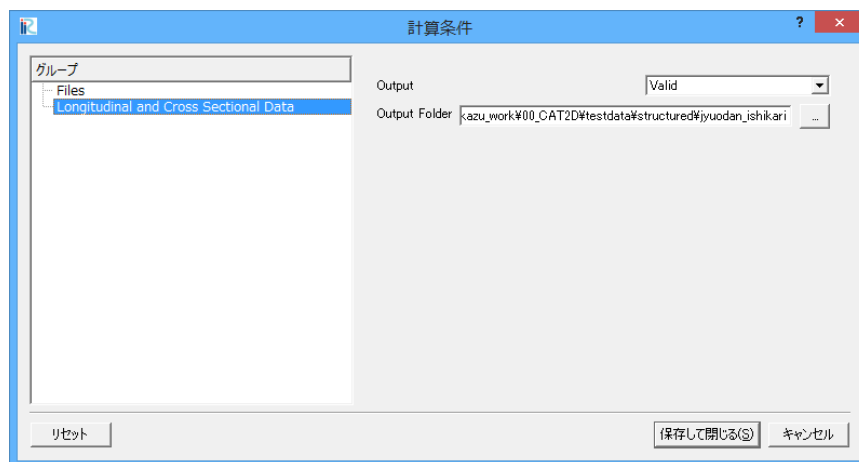 iRC
計算条件
?
×
グループ
Files
Longitudinal and Cross Sectional Data
Output
Valid
Output Folder
kazu_work¥00_CAT2D¥testdata¥structured¥jyuodan_ishikari
...
リセット
保存して閉じる(S)
キャンセル